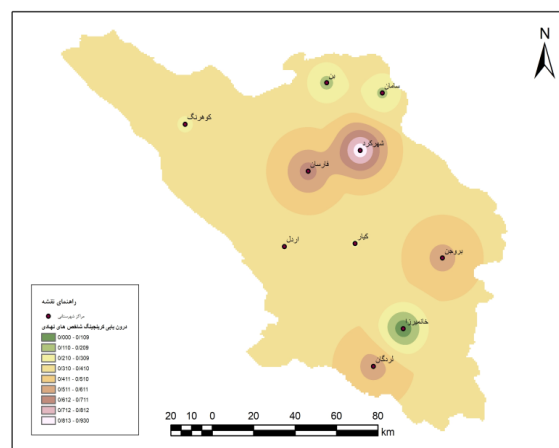 N
بن
سامان
کوهرنگ
شهرکرد
فارسان
کیار
اردل
بروجن
خانمیرزا
لردگان
راهنمای نقشه
مراکز شهرستانی
درون یابی کریجینگ شاخص های نهادی
0/000 - 0/109
0/110 - 0/209
0/210 - 0/309
0/310 - 0/410
0/411 - 0/510
0/511 - 0/611
0/612 - 0/711
0/712 - 0/812
0/813 - 0/930
20 10 0 20 40 60 80
km